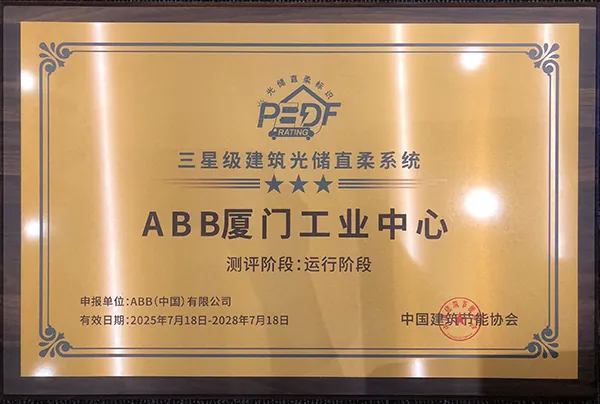 光储直柔标识
PEDF
RATING
三星级建筑光储直柔系统
ABB厦门工业中心
测评阶段:运行阶段
申报单位:ABB(中国)有限公司
有效日期:2025年7月18日-2028年7月18日
中国建筑节能协会